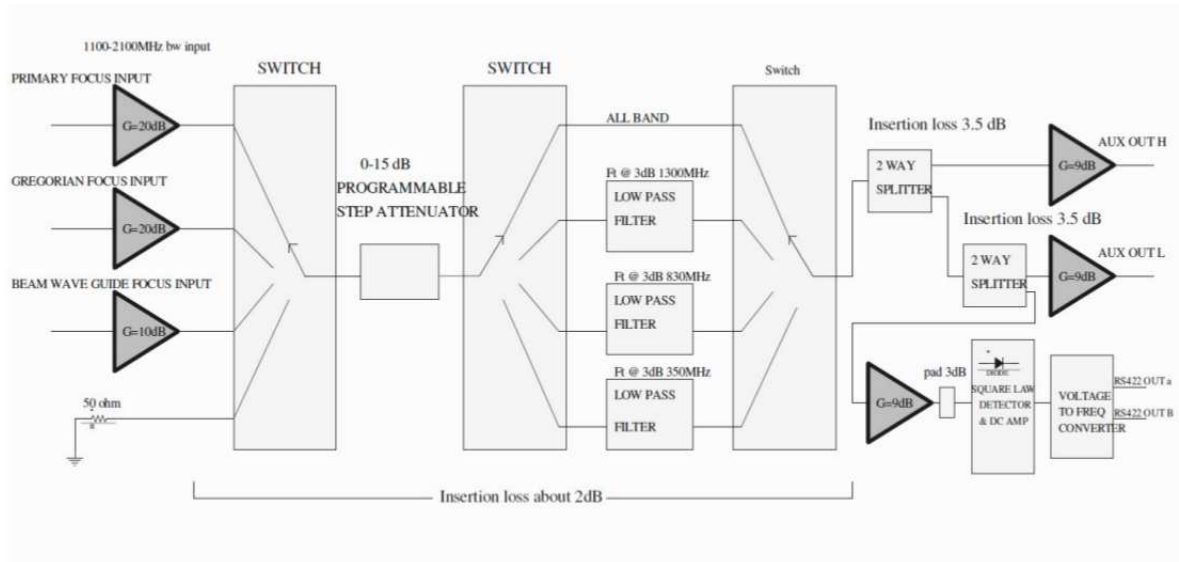 1100-2100MHz bw input
PRIMARY FOCUS INPUT
G=20dB
GREGORIAN FOCUS INPUT
G=20dB
BEAM WAVE GUIDE FOCUS INPUT
G=10dB
50 ohm
SWITCH
0-15 dB
PROGRAMMABLE
STEP ATTENUATOR
SWITCH
ALL BAND
Ft @ 3dB 1300MHz
LOW PASS
FILTER
Ft @ 3dB 830MHz
LOW PASS
FILTER
Ft @ 3dB 350MHz
LOW PASS
FILTER
Switch
Insertion loss 3.5 dB
2 WAY
SPLITTER
G=9dB
AUX OUT H
Insertion loss 3.5 dB
2 WAY
SPLITTER
G=9dB
AUX OUT L
G=9dB
pad 3dB
DIODE
SQUARE LAW
DETECTOR
& DC AMP
VOLTAGE
TO FREQ
CONVERTER
RS422 OUT a
RS422 OUT B
Insertion loss about 2dB